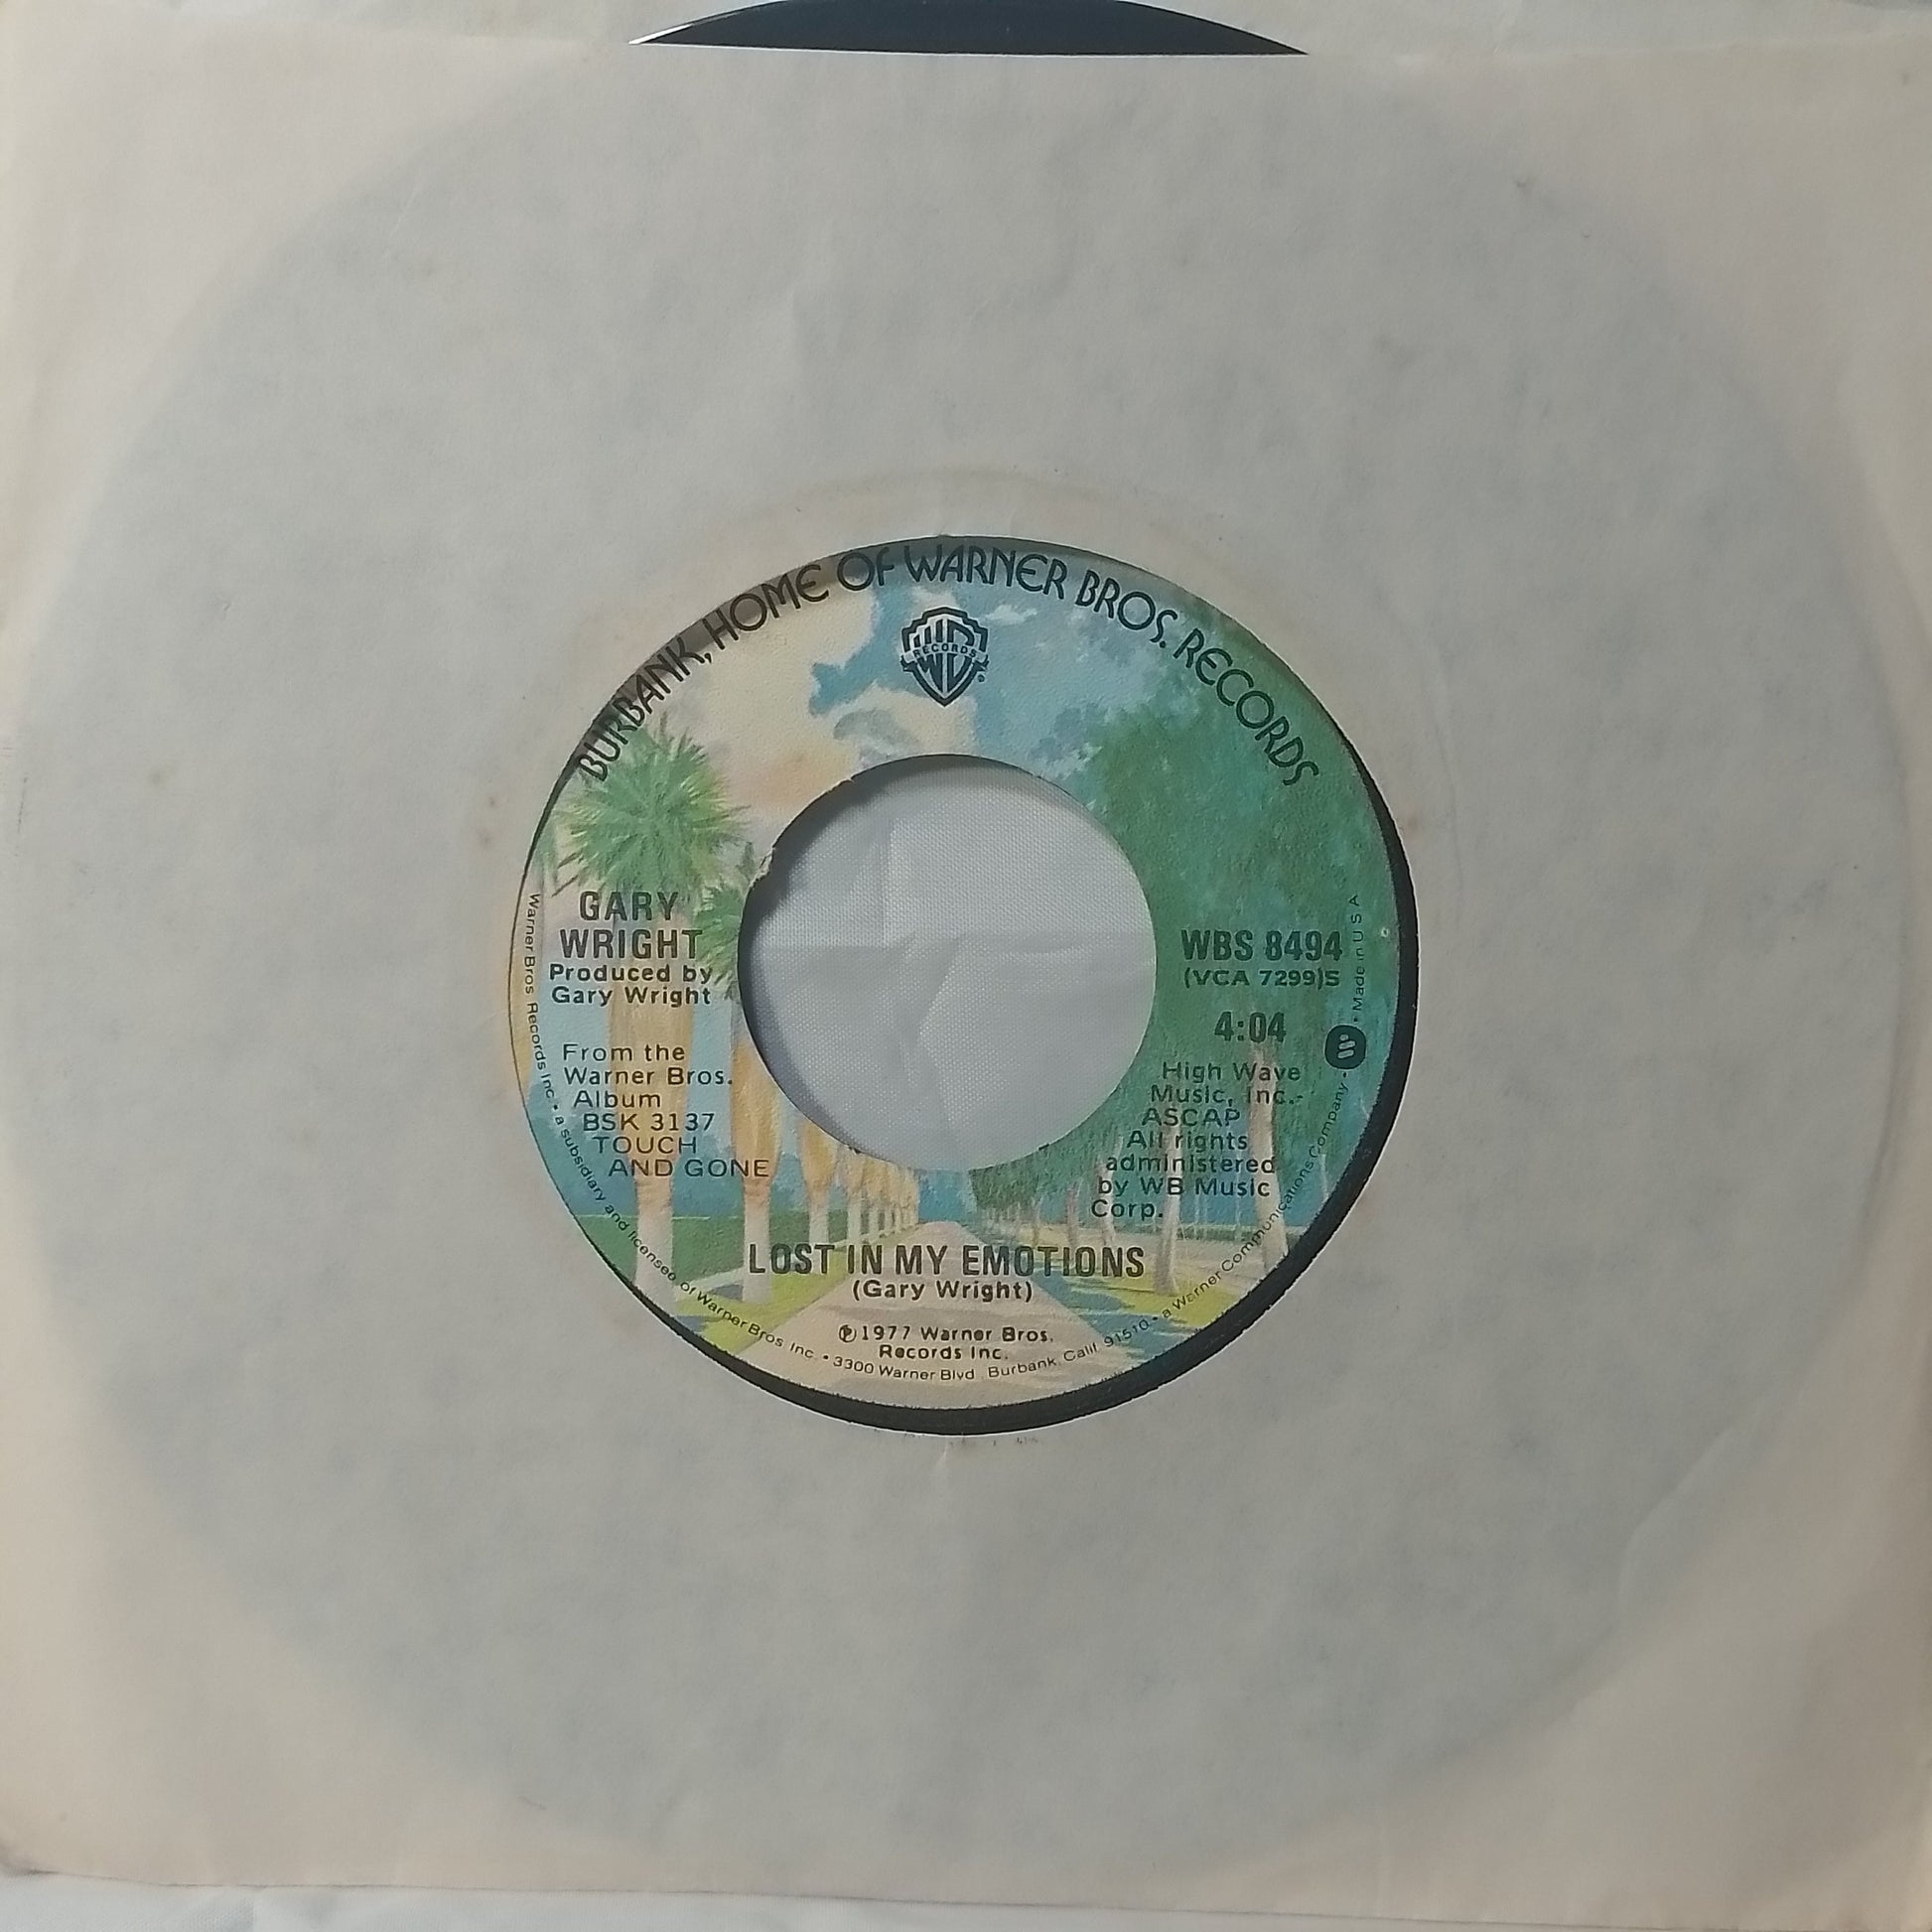 BURBANK, HOME OF WARNER BROS. RECORDS
WB
RECORDS
GARY
WRIGHT
Produced by
Gary Wright
From the
Warner Bros.
Album
BSK 3137
TOUCH
AND GONE
WBS 8494
(VCA 7299)S
4:04
High Wave
Music, Inc.-
ASCAP
All rights
administered
by WB Music
Corp.
LOST IN MY EMOTIONS
(Gary Wright)
℗1977 Warner Bros.
Records Inc.
Warner Bros. Records Inc. • a subsidiary and licensee of Warner Bros. Inc. • 3300 Warner Blvd., Burbank, Calif. 91510 • a Warner Communications Company • Made in U S A